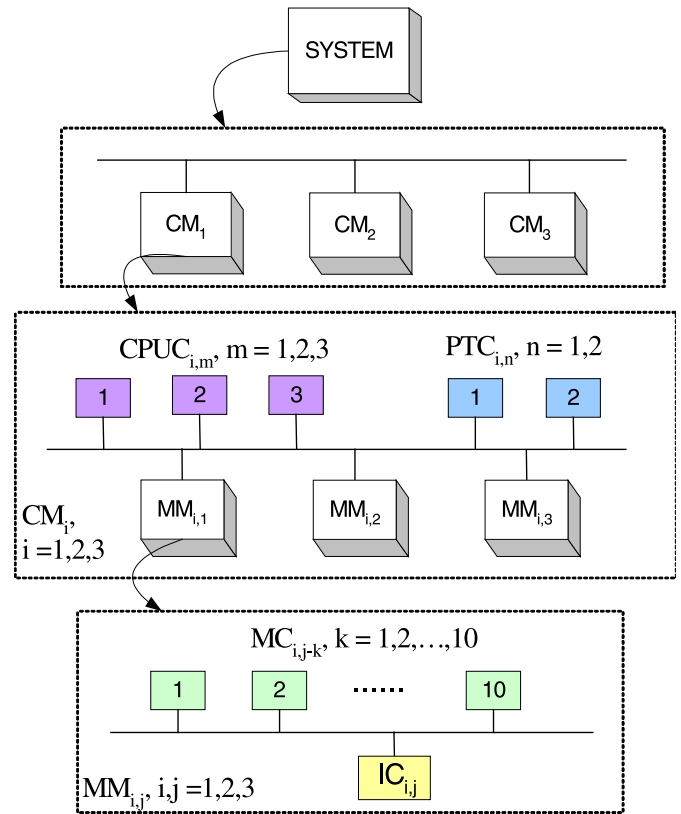 SYSTEM
CM₁ CM₂ CM₃
CPUCᵢ,ₘ, m = 1,2,3 PTCᵢ,ₙ, n = 1,2
1 2 3 1 2
MMᵢ,₁ MMᵢ,₂ MMᵢ,₃
CMᵢ,
i =1,2,3
MCᵢ,ⱼ₋ₖ, k = 1,2,…,10
1 2 ...... 10
ICᵢ,ⱼ
MMᵢ,ⱼ, i,j =1,2,3